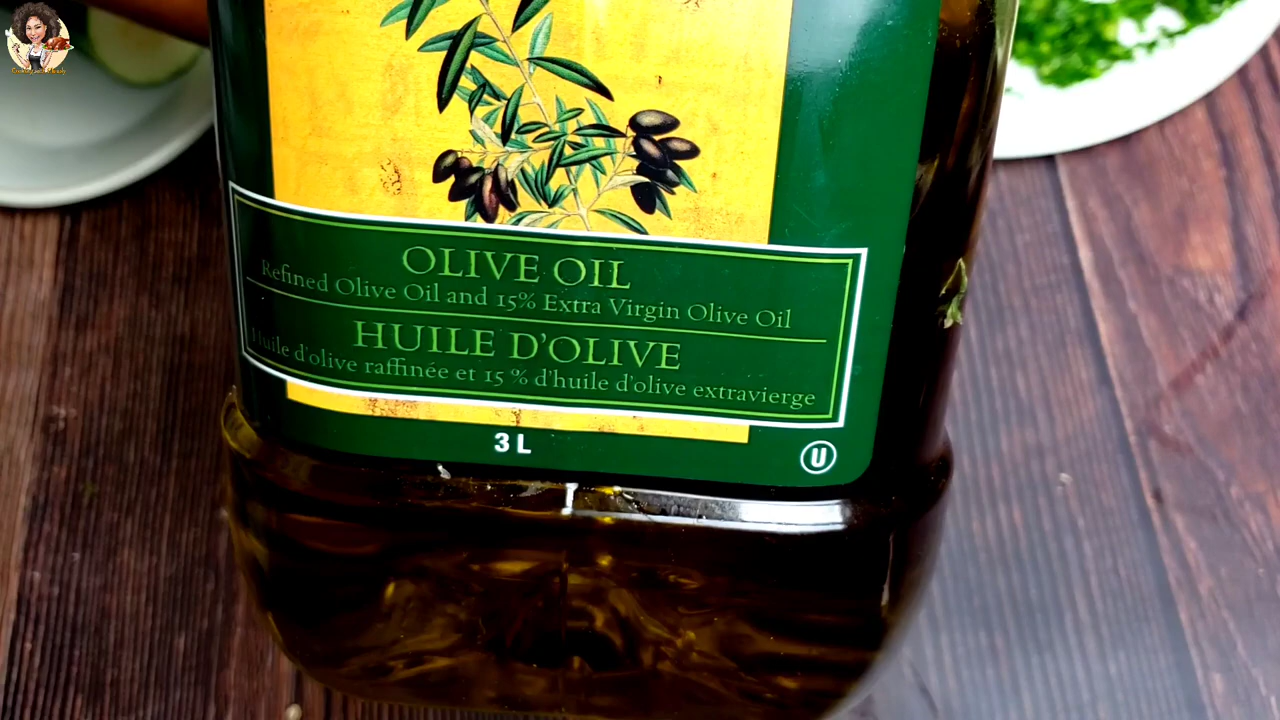 OLIVE OIL
Refined Olive Oil and 15% Extra Virgin Olive Oil
HUILE D'OLIVE
Huile d'olive raffinée et 15 % d'huile d'olive extravierge
3 L
U